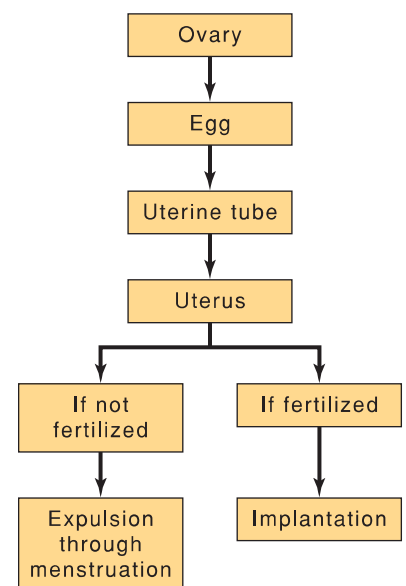 Ovary
Egg
Uterine tube
Uterus
If not
fertilized
If fertilized
Expulsion
through
menstruation
Implantation